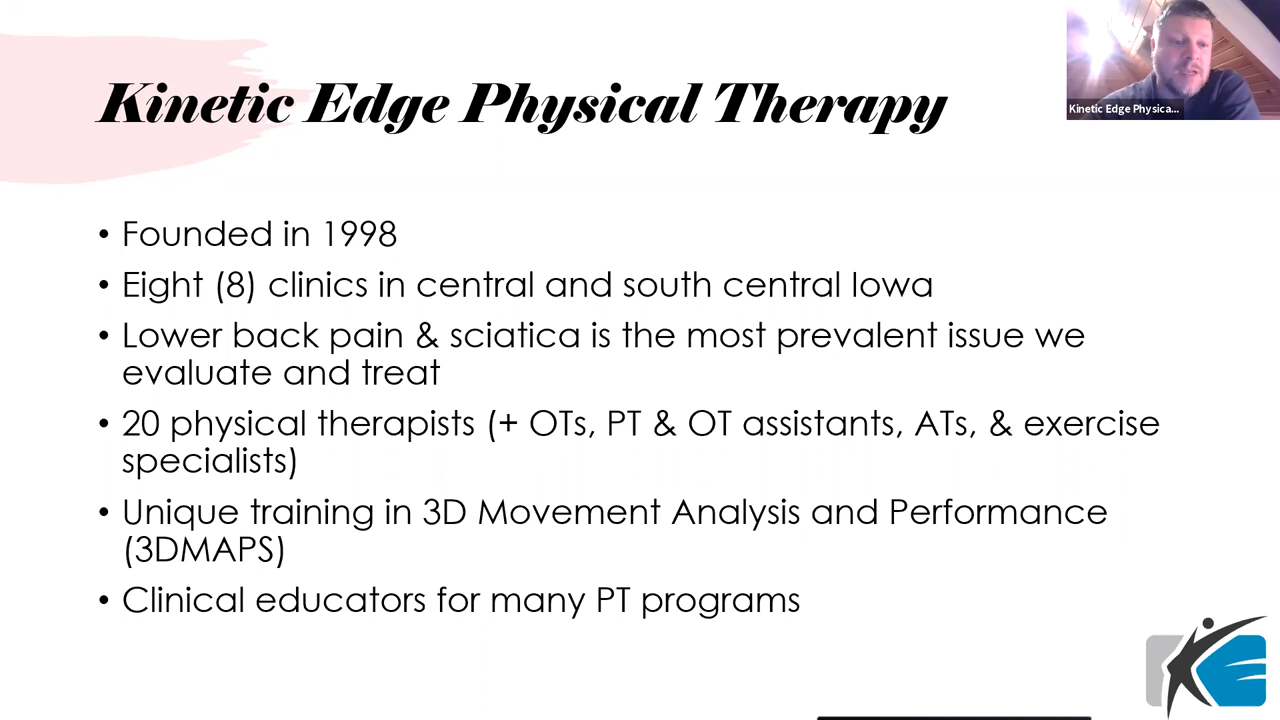 Kinetic Edge Physical Therapy
Kinetic Edge Physica...
• Founded in 1998
• Eight (8) clinics in central and south central Iowa
• Lower back pain & sciatica is the most prevalent issue we
evaluate and treat
• 20 physical therapists (+ OTs, PT & OT assistants, ATs, & exercise
specialists)
• Unique training in 3D Movement Analysis and Performance
(3DMAPS)
• Clinical educators for many PT programs
KE